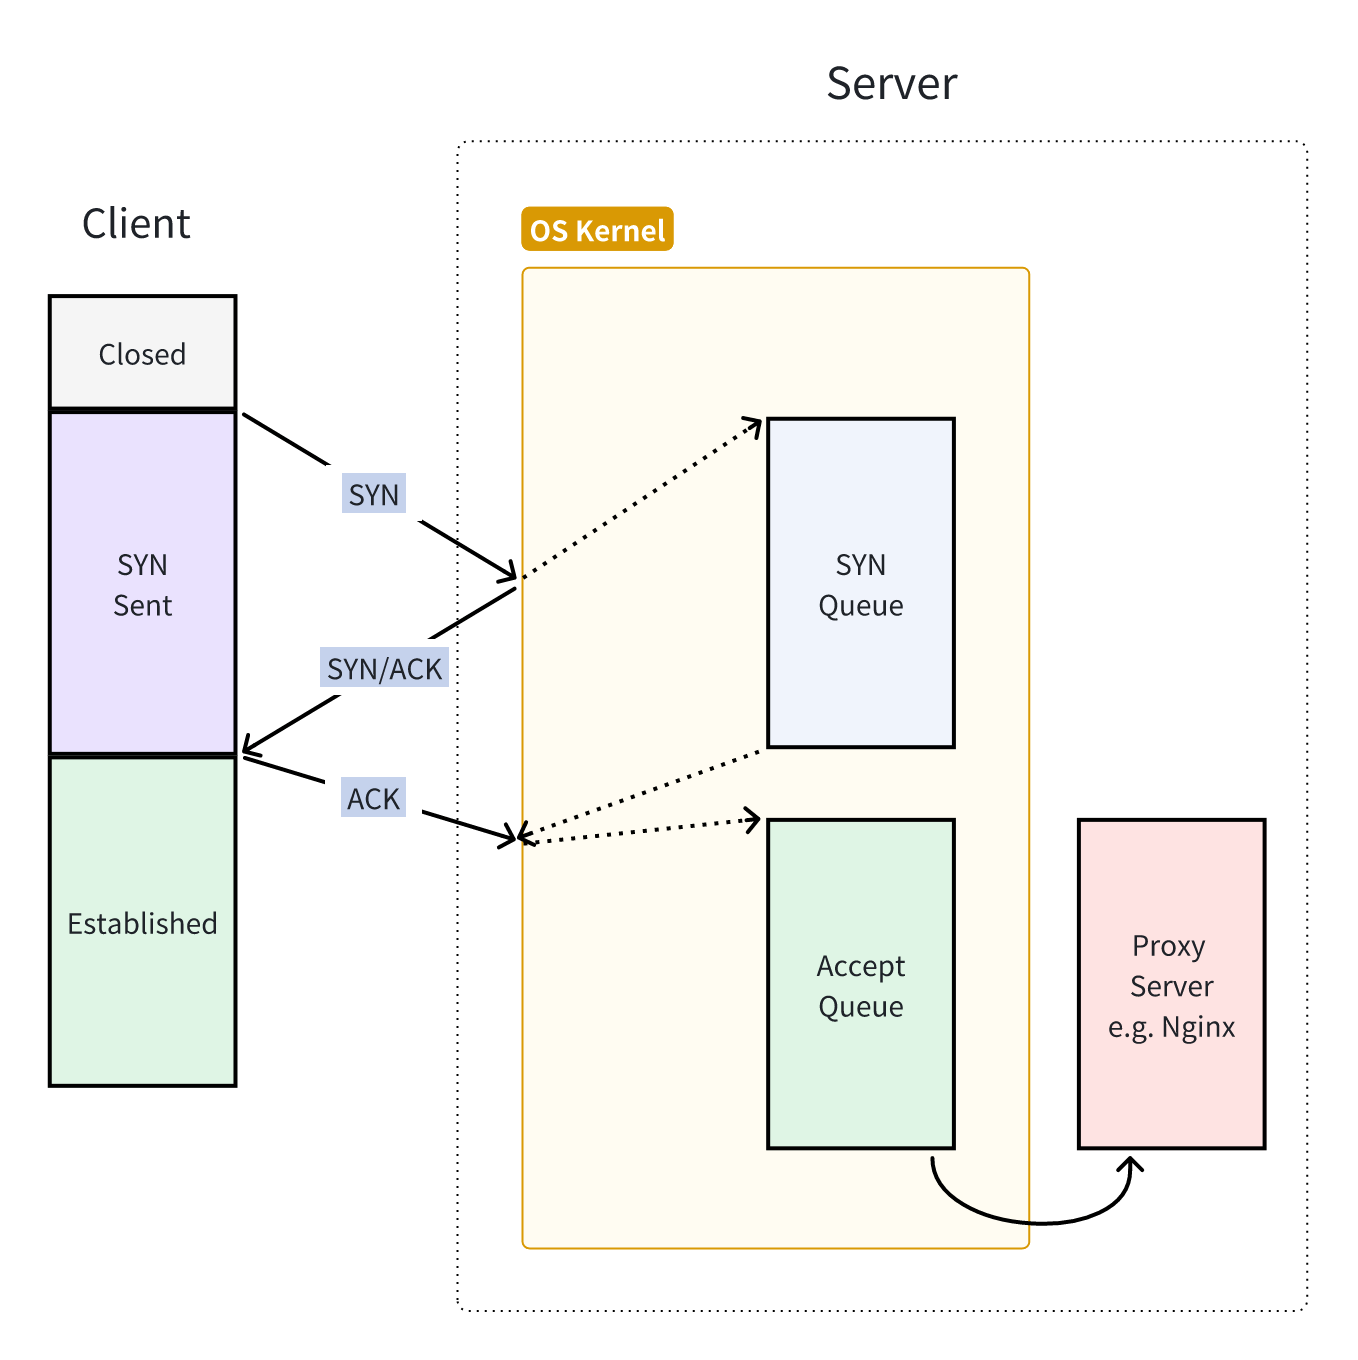 Server
Client
OS Kernel
Closed
SYN
SYN
Sent
SYN
Queue
SYN/ACK
ACK
Established
Accept
Queue
Proxy
Server
e.g. Nginx